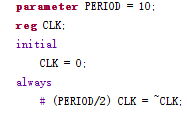 parameter PERIOD = 10;
reg CLK;
initial
CLK = 0;
always
# (PERIOD/2) CLK = ~CLK;